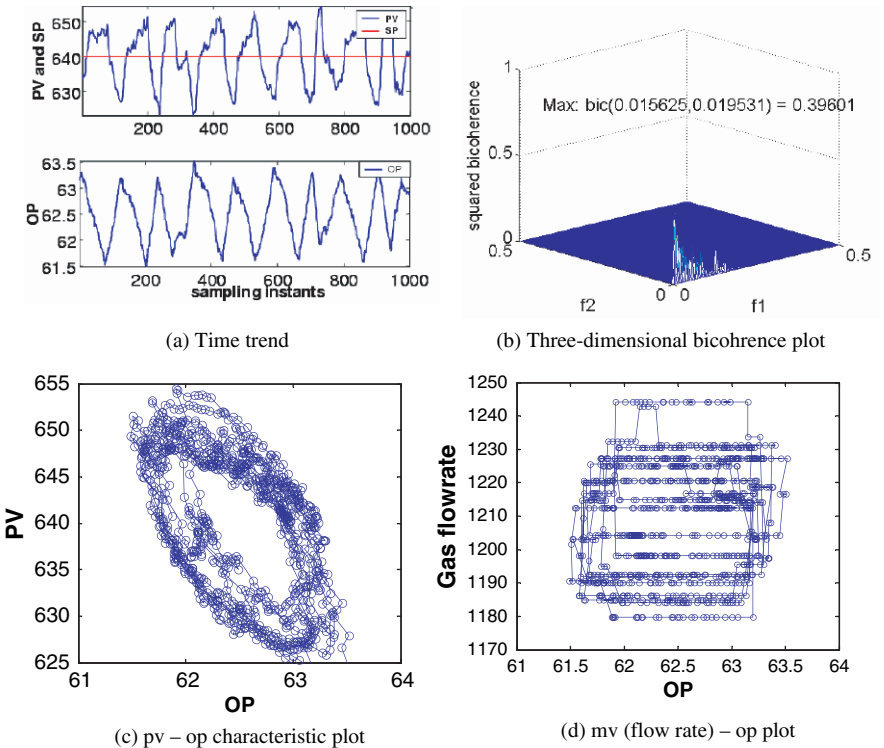 PV and SP
650
640
630
PV
SP
200 400 600 800 1000
OP
63.5
63
62.5
62
61.5
OP
200 400 600 800 1000
sampling instants
(a) Time trend
squared bicoherence
1
0.5
0
Max: bic(0.015625,0.019531) = 0.39601
0.5
0.5
0 0
f2
f1
(b) Three-dimensional bicohrence plot
PV
655
650
645
640
635
630
625
61 62 63 64
OP
(c) pv – op characteristic plot
Gas flowrate
1250
1240
1230
1220
1210
1200
1190
1180
1170
61 61.5 62 62.5 63 63.5 64
OP
(d) mv (flow rate) – op plot